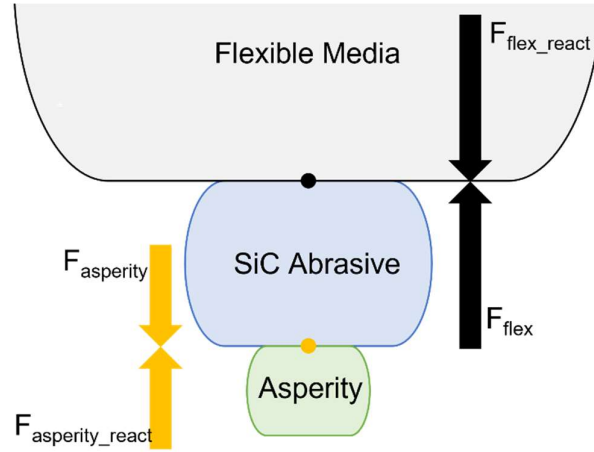 Flexible Media
F_flex_react
SiC Abrasive
F_asperity
F_flex
Asperity
F_asperity_react